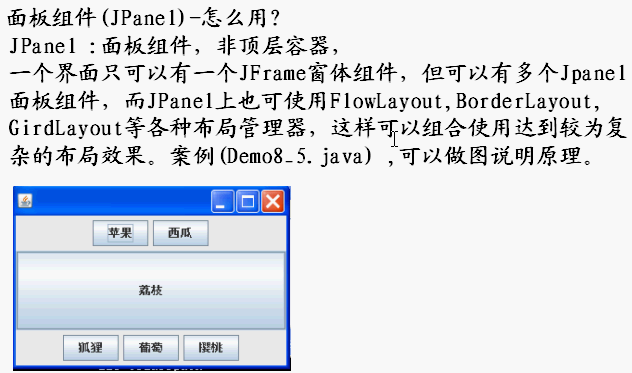 面板组件(JPanel)-怎么用?
JPanel :面板组件，非顶层容器，
一个界面只可以有一个JFrame窗体组件，但可以有多个Jpanel
面板组件，而JPanel上也可使用FlowLayout,BorderLayout,
GirdLayout等各种布局管理器，这样可以组合使用达到较为复
杂的布局效果。案例(Demo8_5.java) ,可以做图说明原理。
苹果 西瓜
荔枝
狐狸 葡萄 樱桃